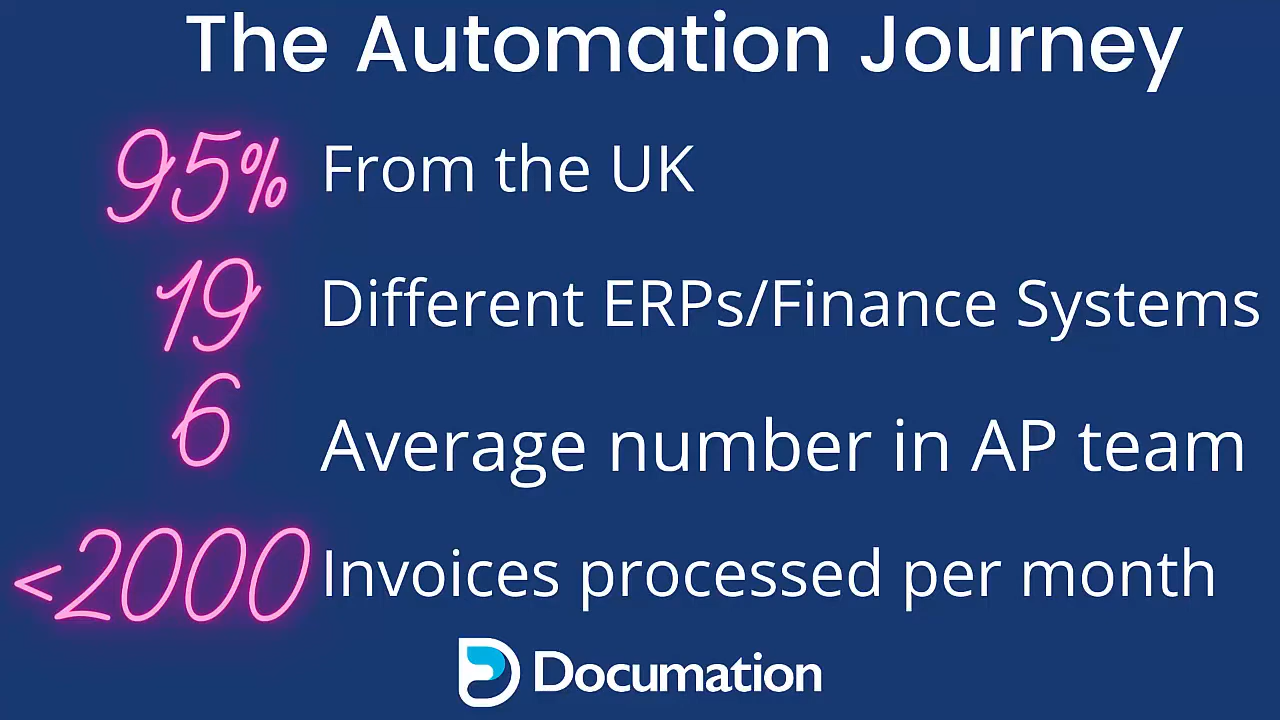 The Automation Journey
95% From the UK
19 Different ERPs/Finance Systems
6 Average number in AP team
<2000 Invoices processed per month
Documation